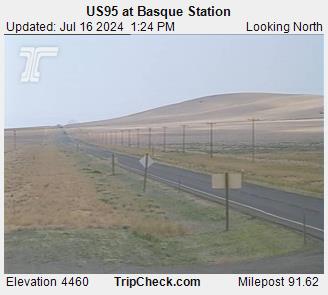 US95 at Basque Station
Updated: Jul 16 2024 1:24 PM Looking North
Elevation 4460 TripCheck.com Milepost 91.62